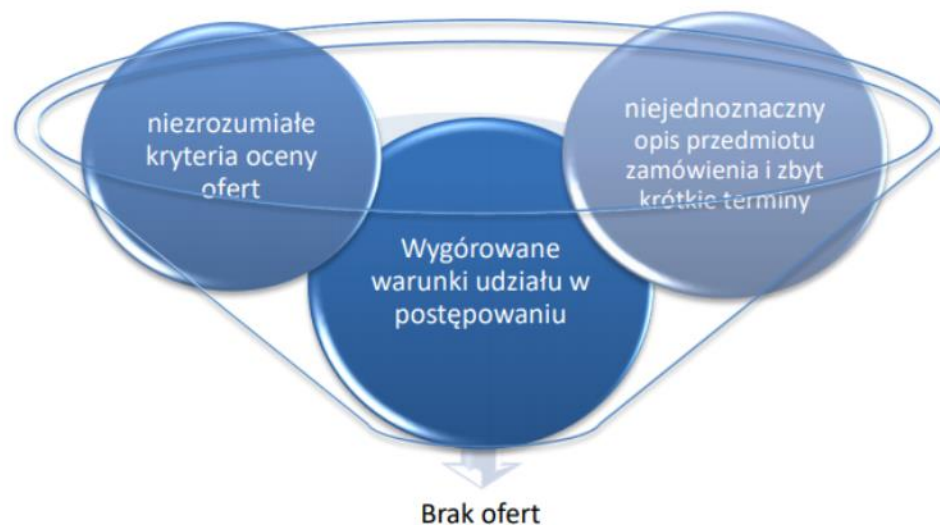 niezrozumiałe
kryteria oceny
ofert
niejednoznaczny
opis przedmiotu
zamówienia i zbyt
krótkie terminy
Wygórowane
warunki udziału w
postępowaniu
Brak ofert